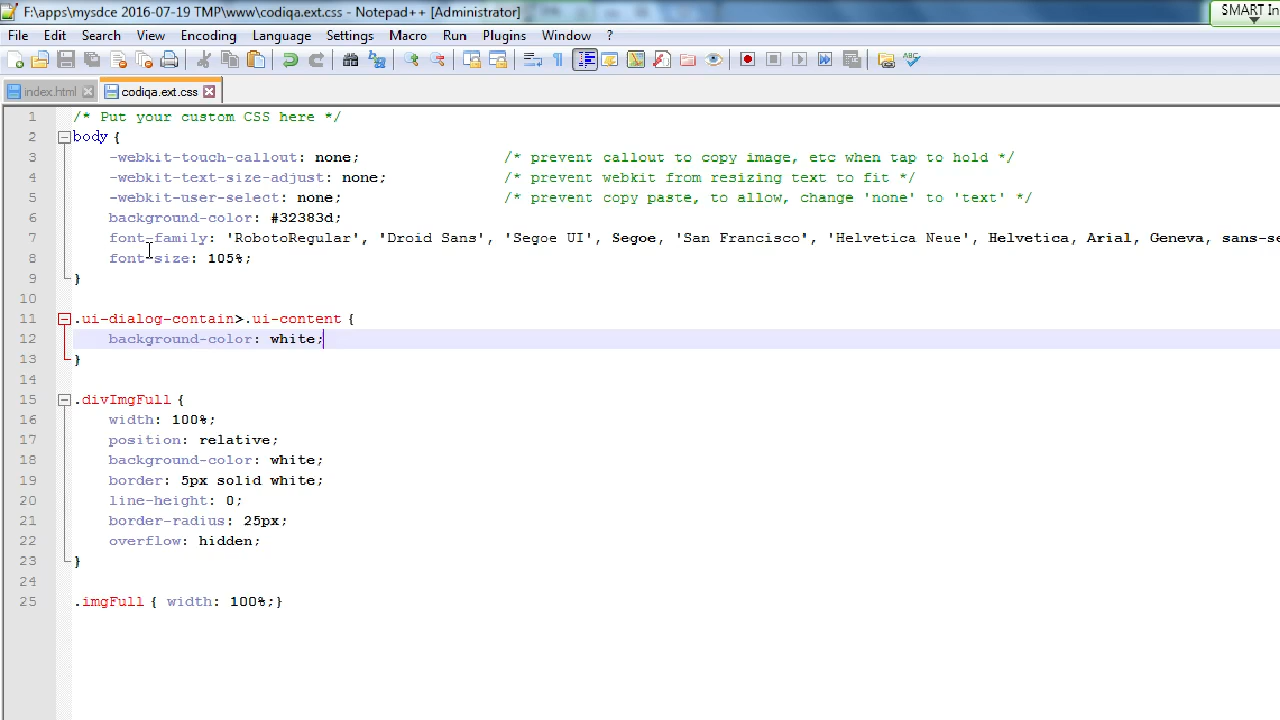 F:\apps\mysdce 2016-07-19 TMP\www\codiqa.ext.css - Notepad++ [Administrator]
SMART In
File Edit Search View Encoding Language Settings Macro Run Plugins Window ?
index.html codiqa.ext.css
1 /* Put your custom CSS here */
2 body {
3 -webkit-touch-callout: none; /* prevent callout to copy image, etc when tap to hold */
4 -webkit-text-size-adjust: none; /* prevent webkit from resizing text to fit */
5 -webkit-user-select: none; /* prevent copy paste, to allow, change 'none' to 'text' */
6 background-color: #32383d;
7 font-family: 'RobotoRegular', 'Droid Sans', 'Segoe UI', Segoe, 'San Francisco', 'Helvetica Neue', Helvetica, Arial, Geneva, sans-se
8 font-size: 105%;
9 }
10
11 .ui-dialog-contain>.ui-content {
12 background-color: white;
13 }
14
15 .divImgFull {
16 width: 100%;
17 position: relative;
18 background-color: white;
19 border: 5px solid white;
20 line-height: 0;
21 border-radius: 25px;
22 overflow: hidden;
23 }
24
25 .imgFull { width: 100%;}